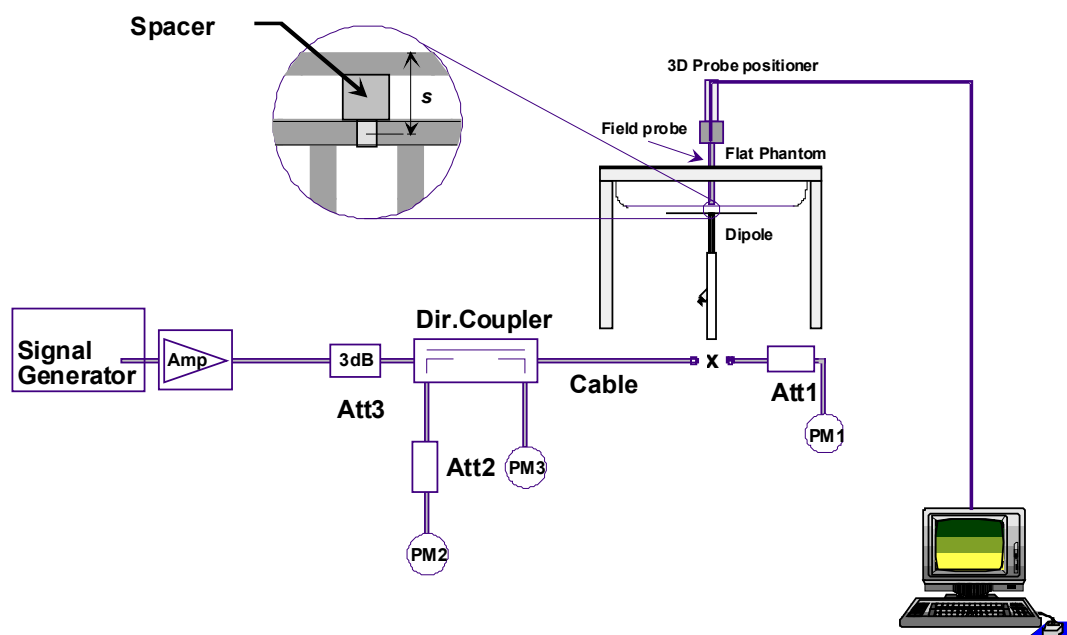 Spacer
s
3D Probe positioner
Field probe
Flat Phantom
Dipole
Dir.Coupler
Signal
Generator
Amp
3dB
Att3
Cable
x
Att1
PM1
Att2
PM3
PM2